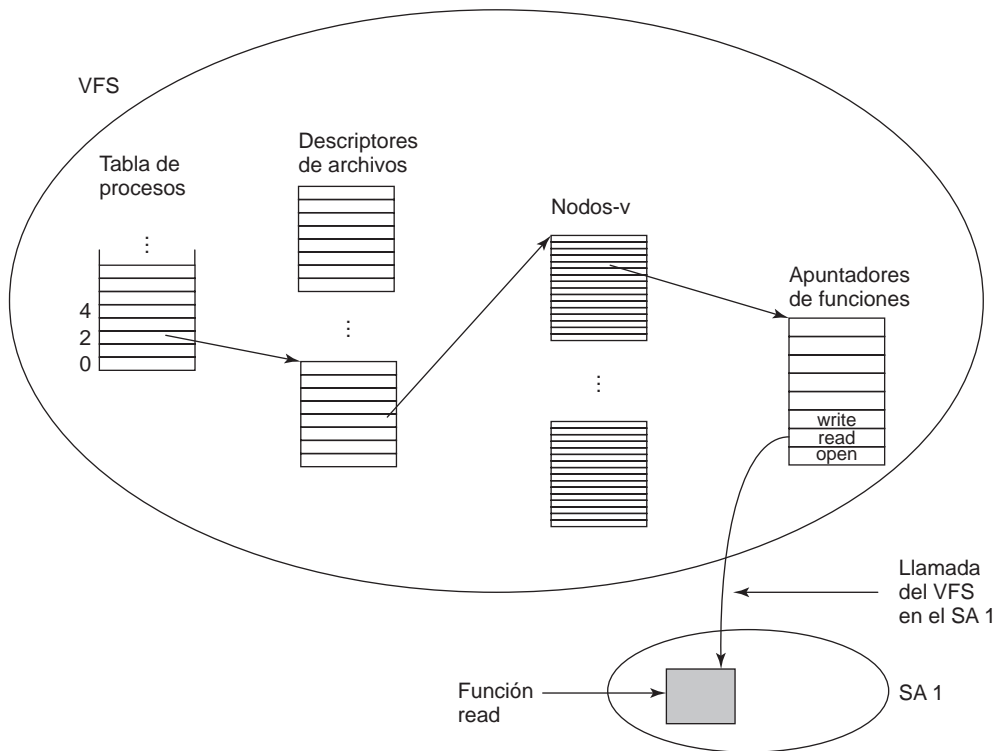 VFS
Descriptores
de archivos
Tabla de
procesos
Nodos-v
Apuntadores
de funciones
4
2
0
write
read
open
Llamada
del VFS
en el SA 1
Función
read
SA 1